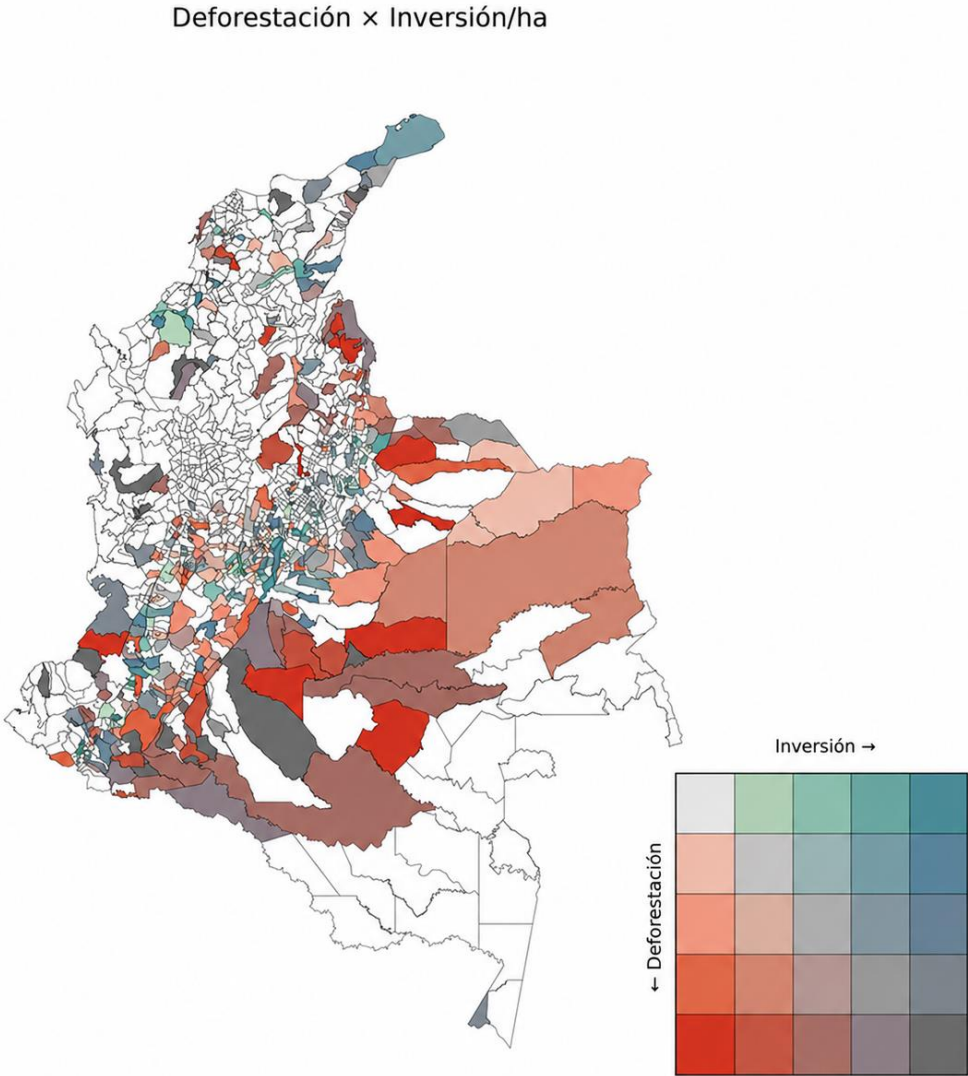 Deforestación × Inversión/ha
Inversión →
← Deforestación